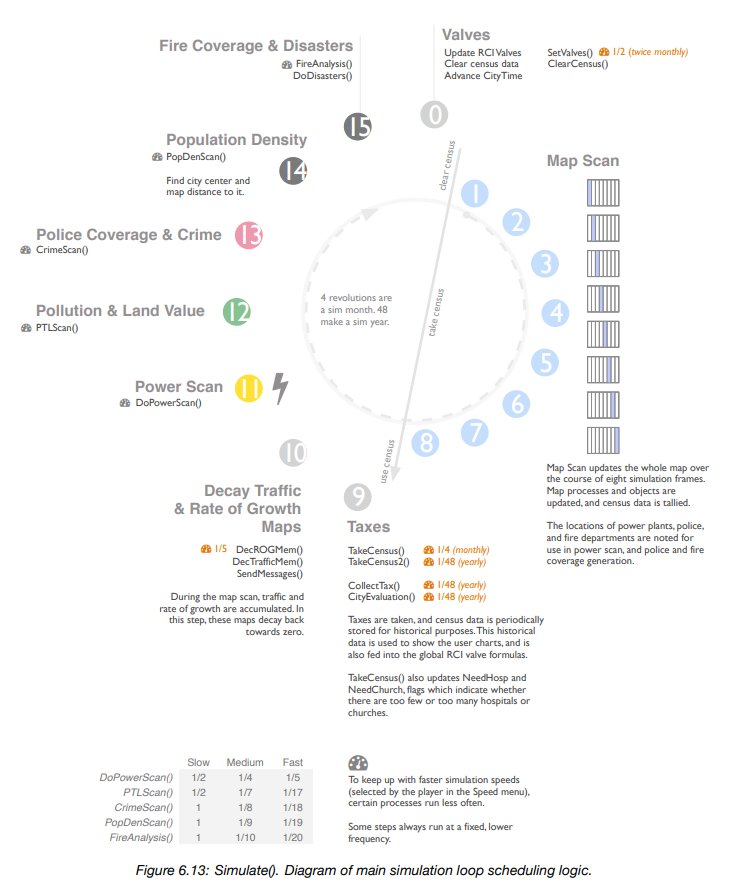 Fire Coverage & Disasters
FireAnalysis()
DoDisasters()
Valves
Update RCI Valves
Clear census data
Advance CityTime
SetValves() 1/2 (twice monthly)
ClearCensus()
15
0
Population Density
PopDenScan()
Find city center and
map distance to it.
14
clear census
Map Scan
1
2
3
4
5
6
7
8
Police Coverage & Crime
CrimeScan()
13
4 revolutions are
a sim month. 48
make a sim year.
take census
Pollution & Land Value
PTLScan()
12
Power Scan
DoPowerScan()
11
use census
10
Decay Traffic
& Rate of Growth
Maps
1/5 DecROGMem()
DecTrafficMem()
SendMessages()
During the map scan, traffic and
rate of growth are accumulated. In
this step, these maps decay back
towards zero.
9
Taxes
TakeCensus() 1/4 (monthly)
TakeCensus2() 1/48 (yearly)
CollectTax() 1/48 (yearly)
CityEvaluation() 1/48 (yearly)
Taxes are taken, and census data is periodically
stored for historical purposes. This historical
data is used to show the user charts, and is
also fed into the global RCI valve formulas.
TakeCensus() also updates NeedHosp and
NeedChurch, flags which indicate whether
there are too few or too many hospitals or
churches.
Map Scan updates the whole map over
the course of eight simulation frames.
Map processes and objects are
updated, and census data is tallied.
The locations of power plants, police,
and fire departments are noted for
use in power scan, and police and fire
coverage generation.
Slow Medium Fast
DoPowerScan() 1/2 1/4 1/5
PTLScan() 1/2 1/7 1/17
CrimeScan() 1 1/8 1/18
PopDenScan() 1 1/9 1/19
FireAnalysis() 1 1/10 1/20
To keep up with faster simulation speeds
(selected by the player in the Speed menu),
certain processes run less often.
Some steps always run at a fixed, lower
frequency.
Figure 6.13: Simulate(). Diagram of main simulation loop scheduling logic.